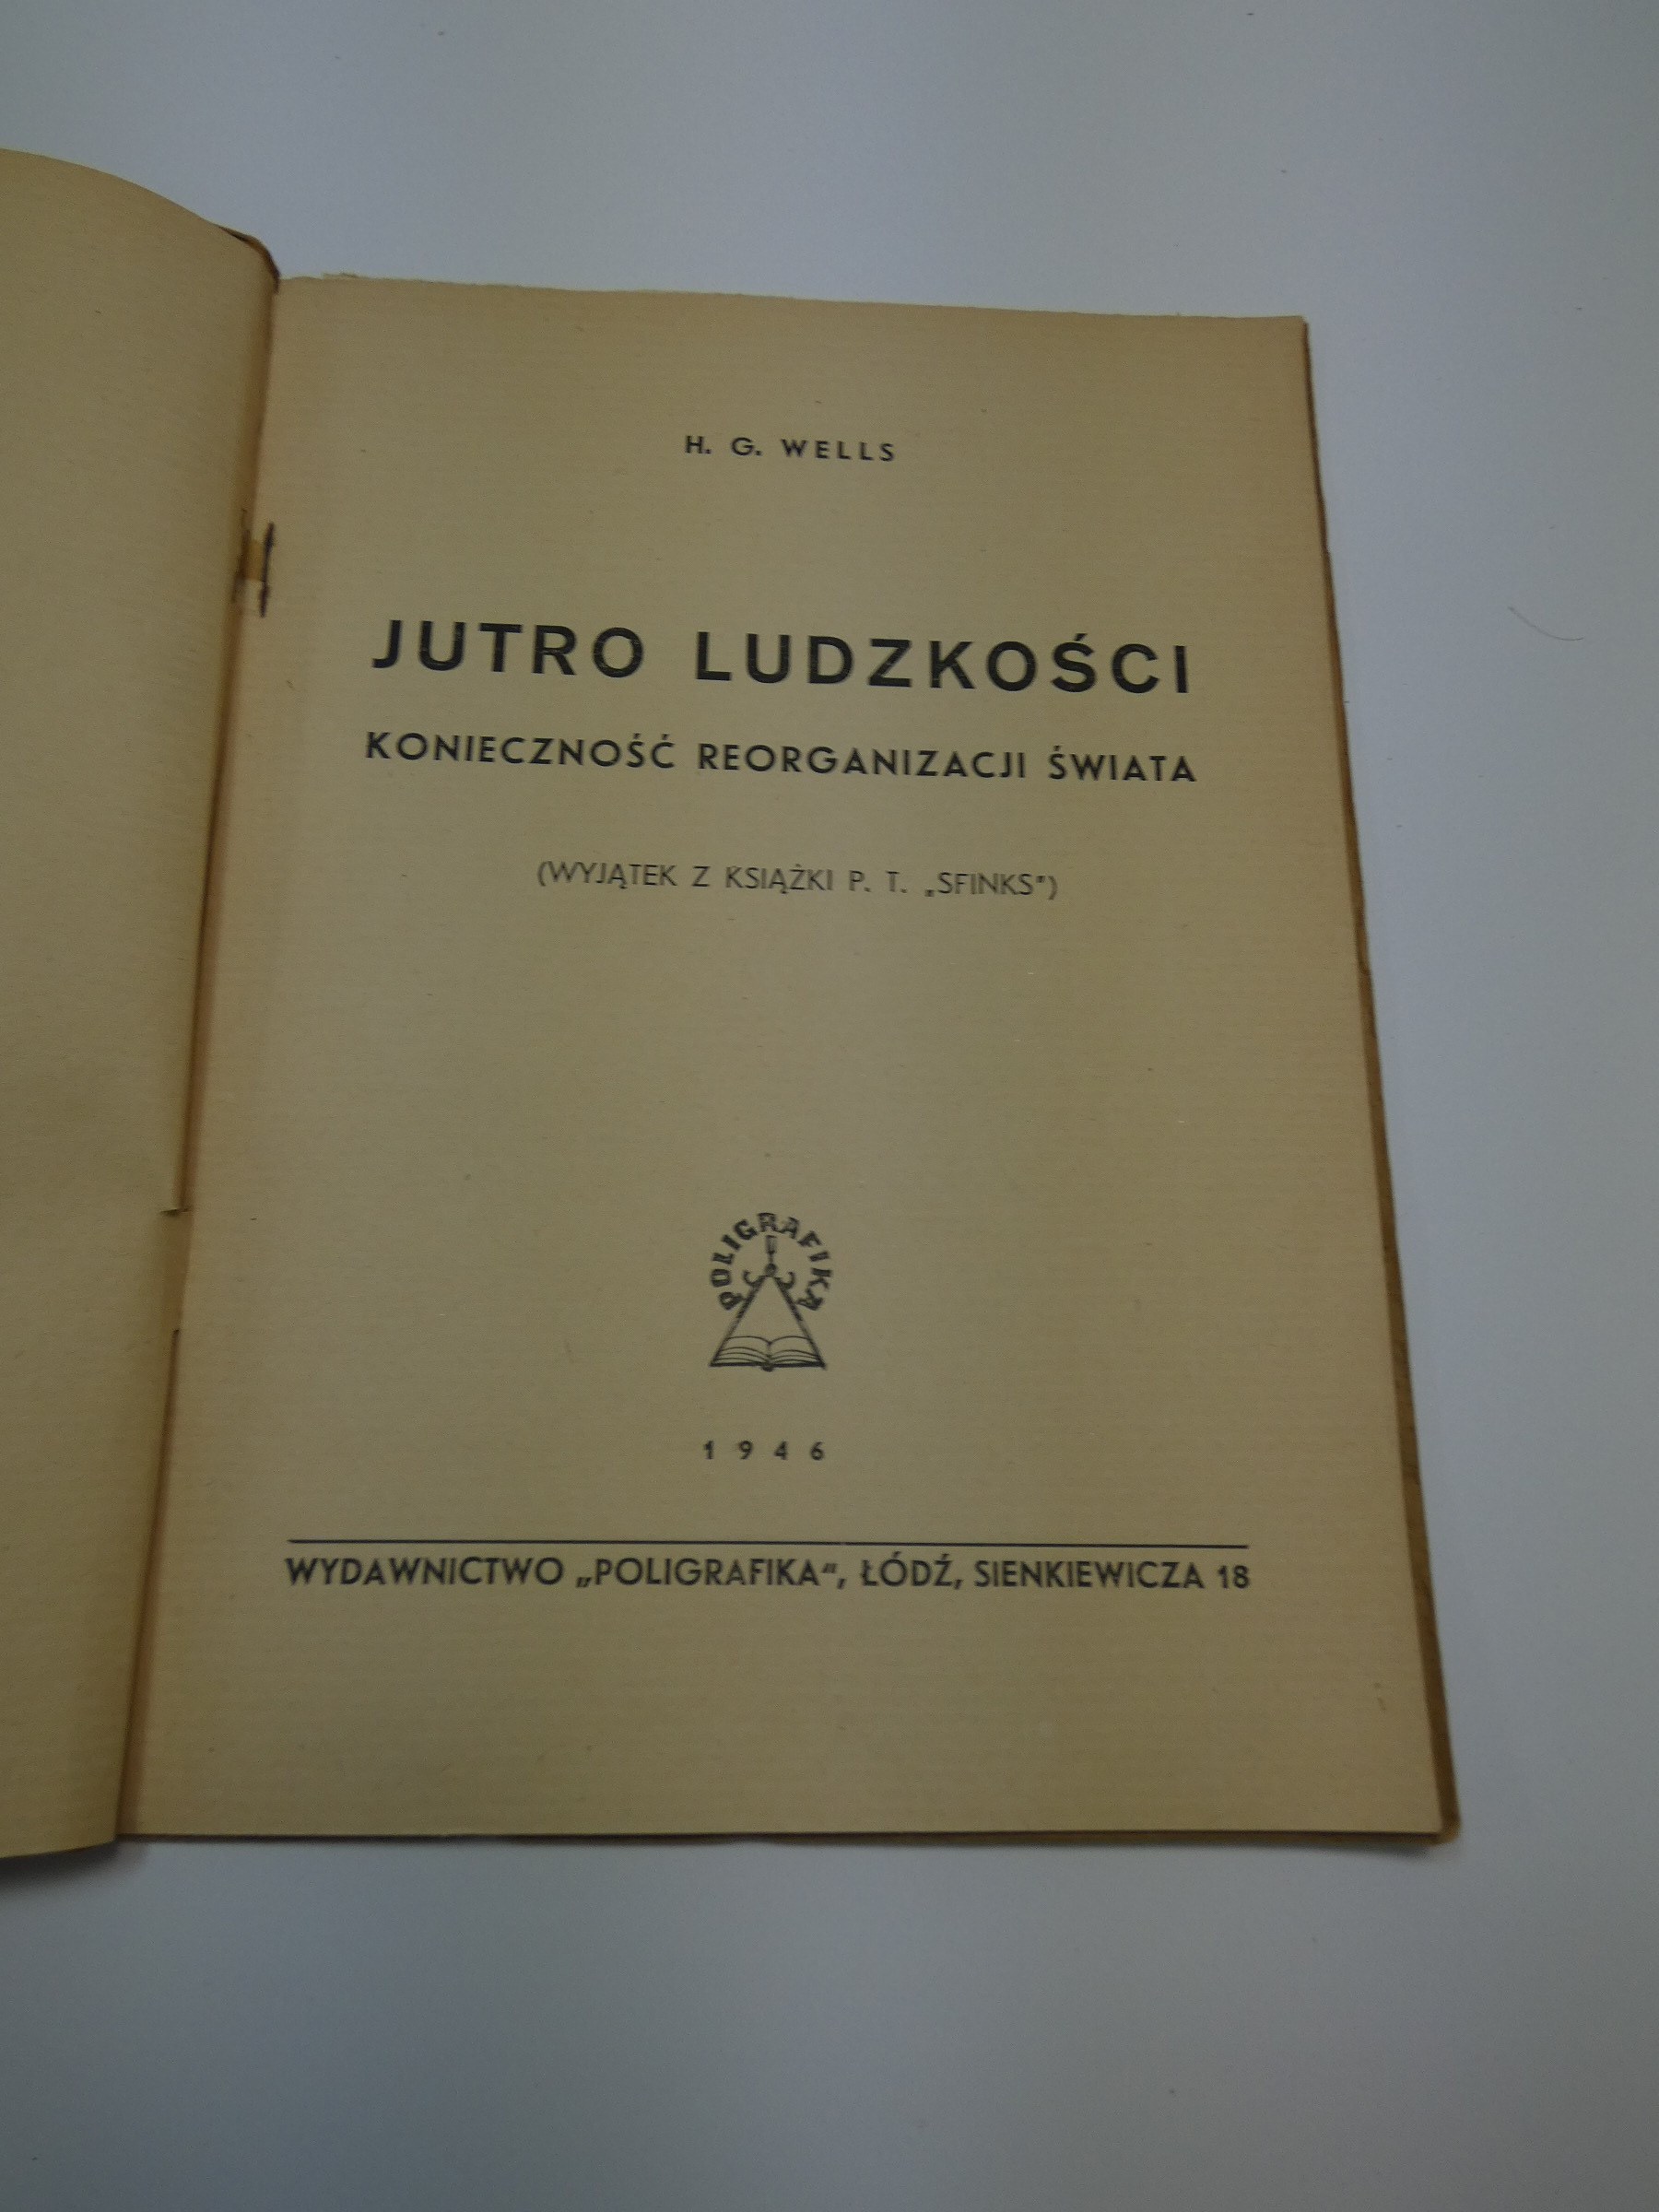 H. G. WELLS
JUTRO LUDZKOŚCI
KONIECZNOŚĆ REORGANIZACJI ŚWIATA
(WYJĄTEK Z KSIĄŻKI P. T. „SFINKS”)
POLIGRAFIKA
1946
WYDAWNICTWO „POLIGRAFIKA“, ŁÓDŹ, SIENKIEWICZA 18